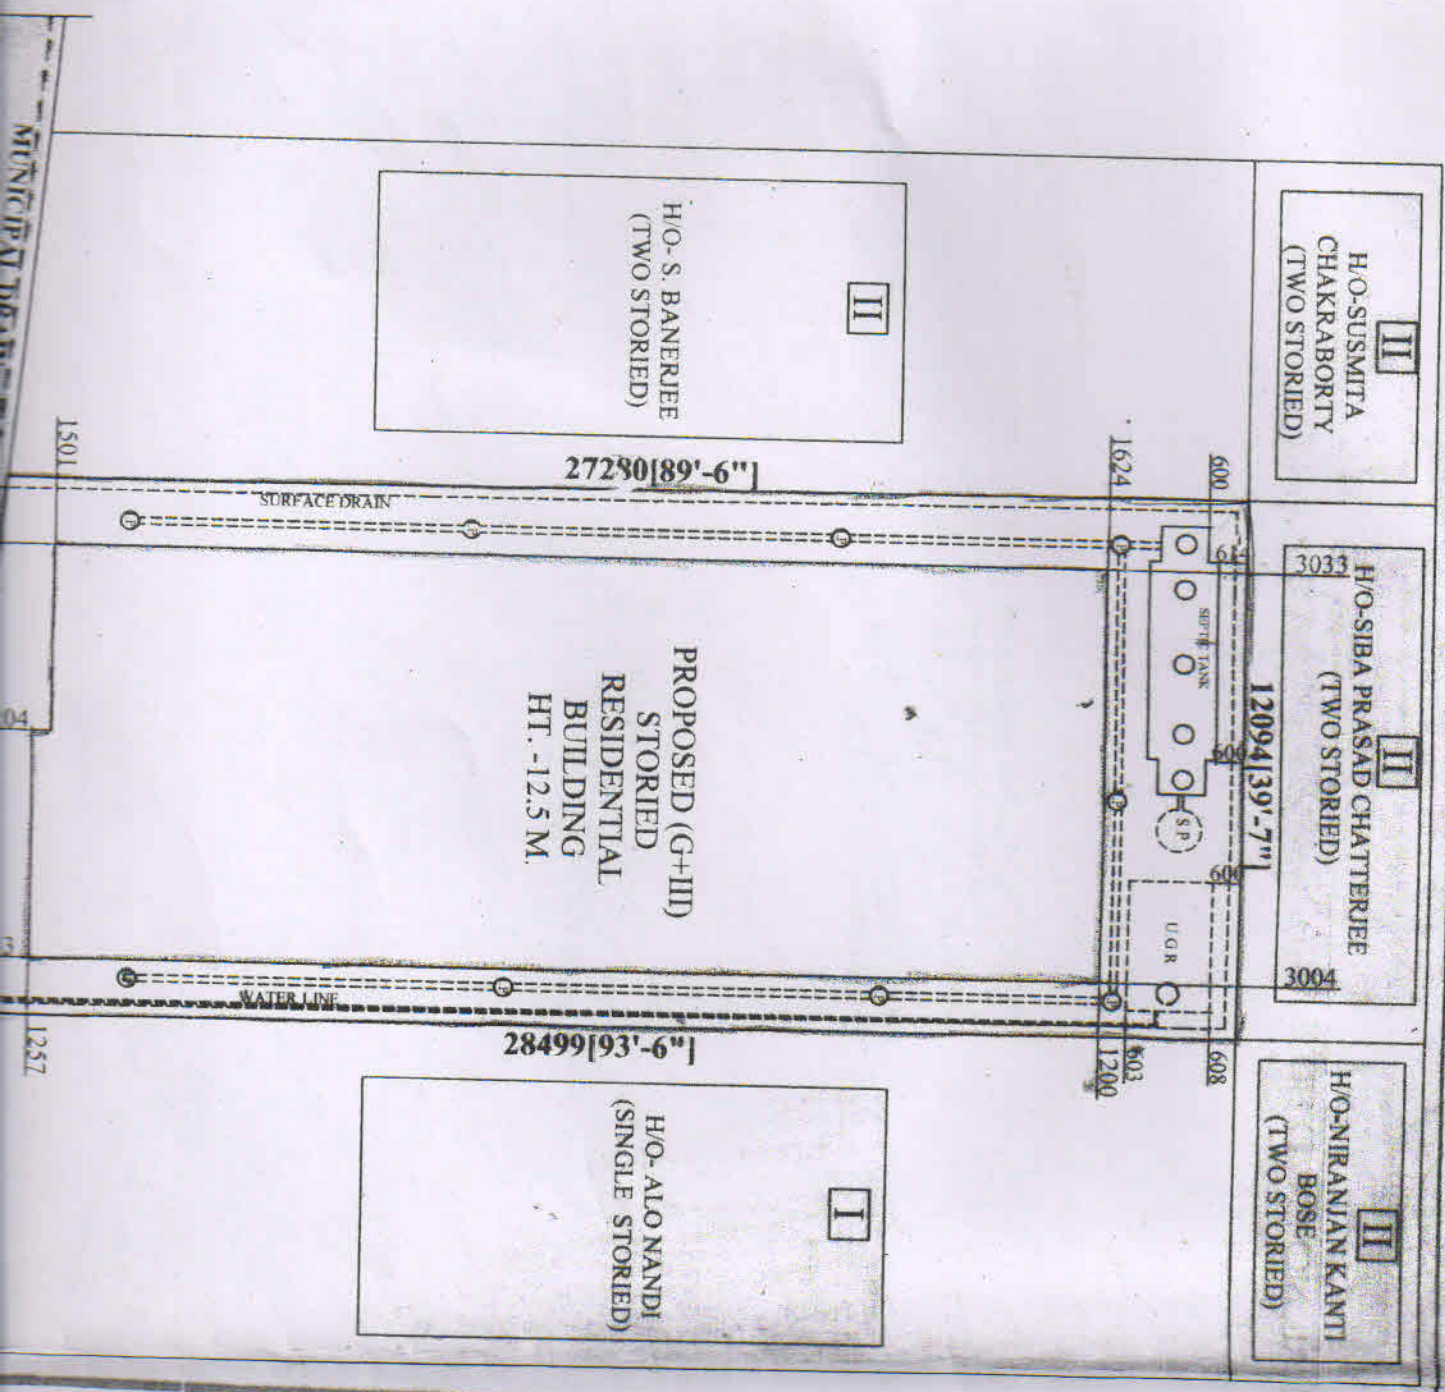 II
H/O-SUSMITA
CHAKRABORTY
(TWO STORIED)
II
H/O-SIBA PRASAD CHATTERJEE
(TWO STORIED)
II
H/O-NIRANJAN KANTI
BOSE
(TWO STORIED)
3033
3004
12094[39'-7"]
600
614
600
600
608
1624
SEPTIC TANK
S.P
U.G.R
603
1200
II
H/O- S. BANERJEE
(TWO STORIED)
27280[89'-6"]
SURFACE DRAIN
PROPOSED (G+III)
STORIED
RESIDENTIAL
BUILDING
HT. -12.5 M.
WATER LINE
28499[93'-6"]
I
H/O- ALO NANDI
(SINGLE STORIED)
1501
04
1257
MUNICIPAL